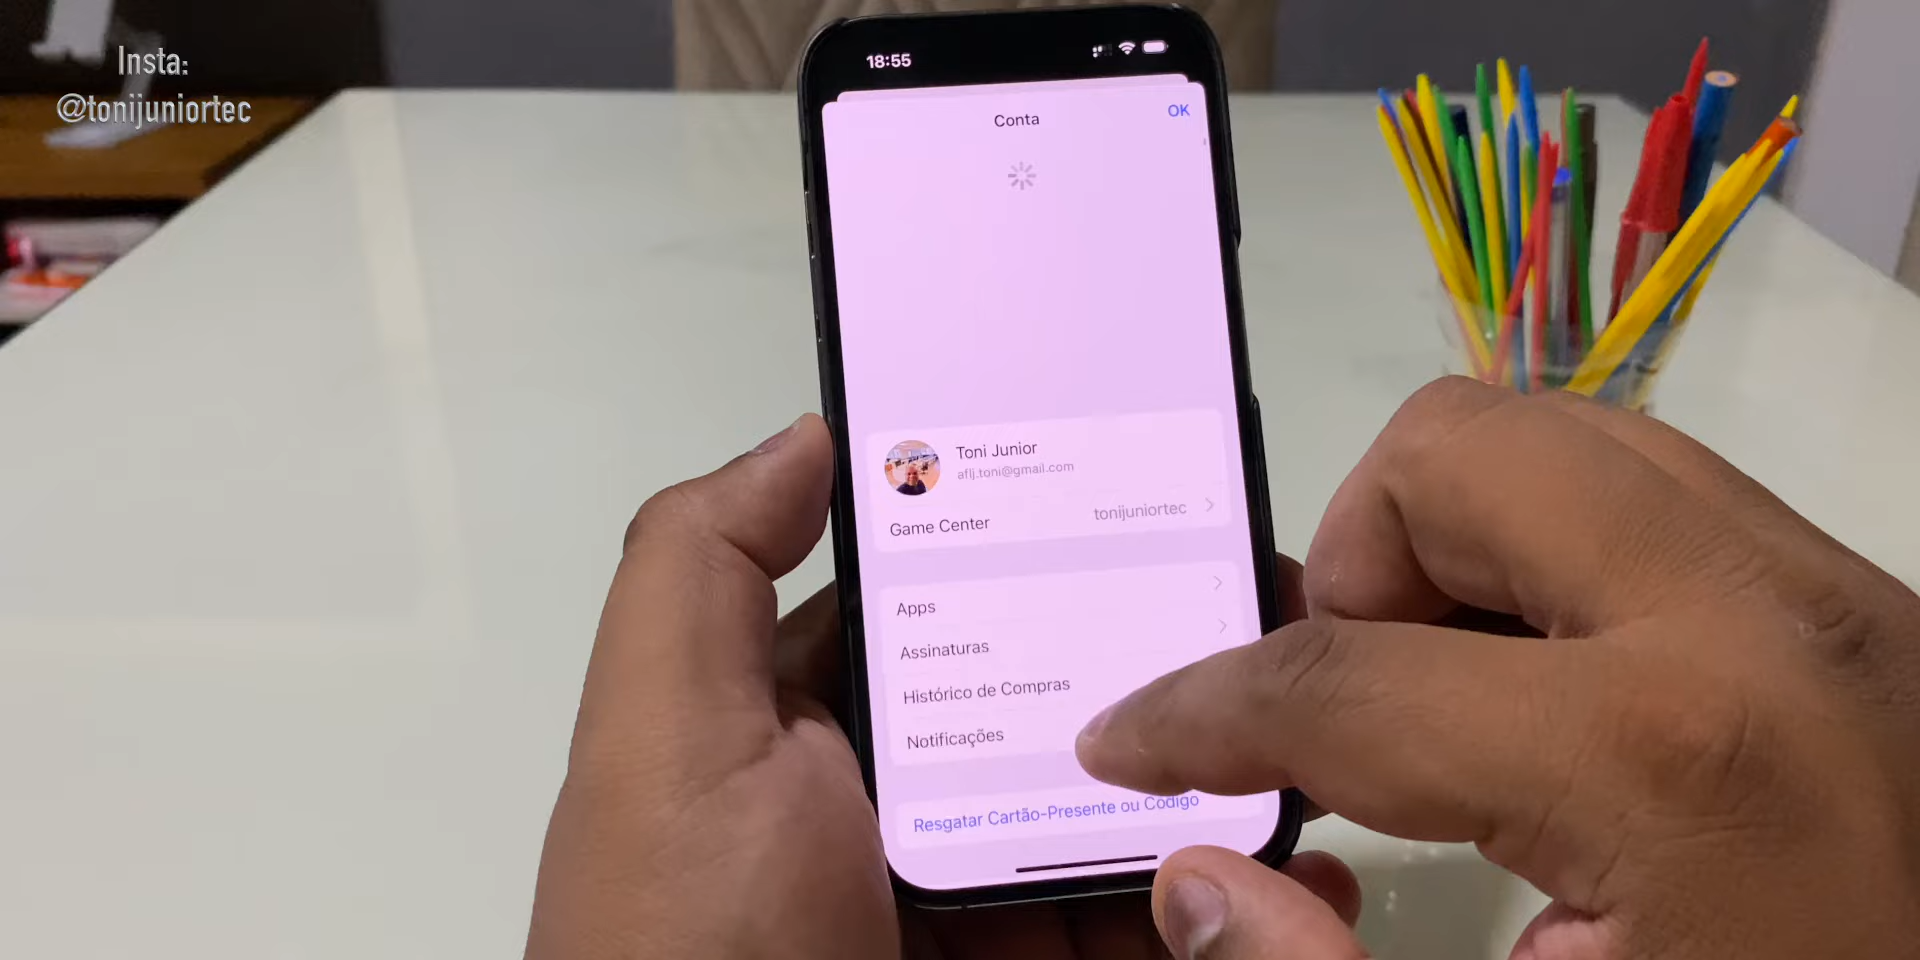 Insta:
@tonijuniortec
18:55
Conta
OK
Toni Junior
aflj.toni@gmail.com
Game Center
tonijuniortec
Apps
Assinaturas
Histórico de Compras
Notificações
Resgatar Cartão-Presente ou Código